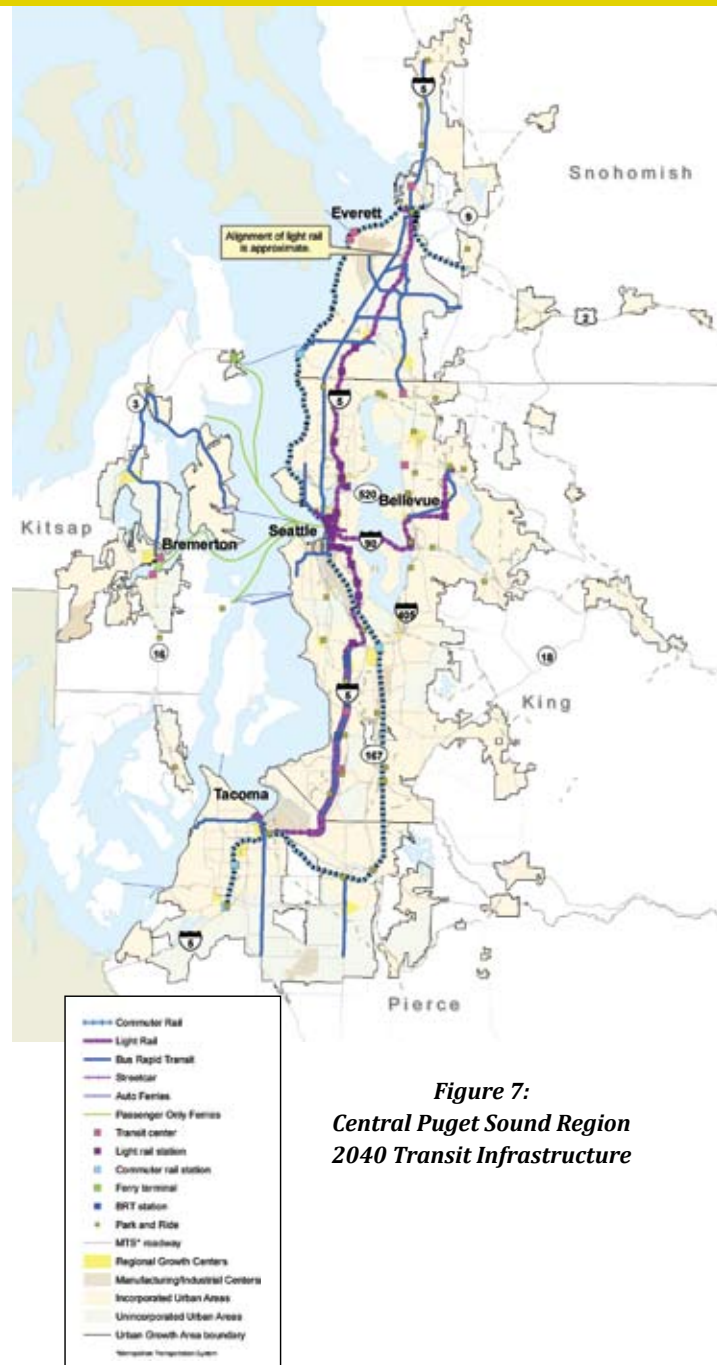 5
Snohomish
9
Everett
Alignment of light rail
is approximate.
2
3
5
520
Bellevue
Kitsap
Seattle
Bremerton
90
405
16
18
5
King
167
Tacoma
5
Pierce
Commuter Rail
Light Rail
Bus Rapid Transit
Streetcar
Auto Ferries
Passenger Only Ferries
Transit center
Light rail station
Commuter rail station
Ferry terminal
BRT station
Park and Ride
MTS* roadway
Regional Growth Centers
Manufacturing/Industrial Centers
Incorporated Urban Areas
Unincorporated Urban Areas
Urban Growth Area boundary
*Metropolitan Transportation System
Figure 7:
Central Puget Sound Region
2040 Transit Infrastructure